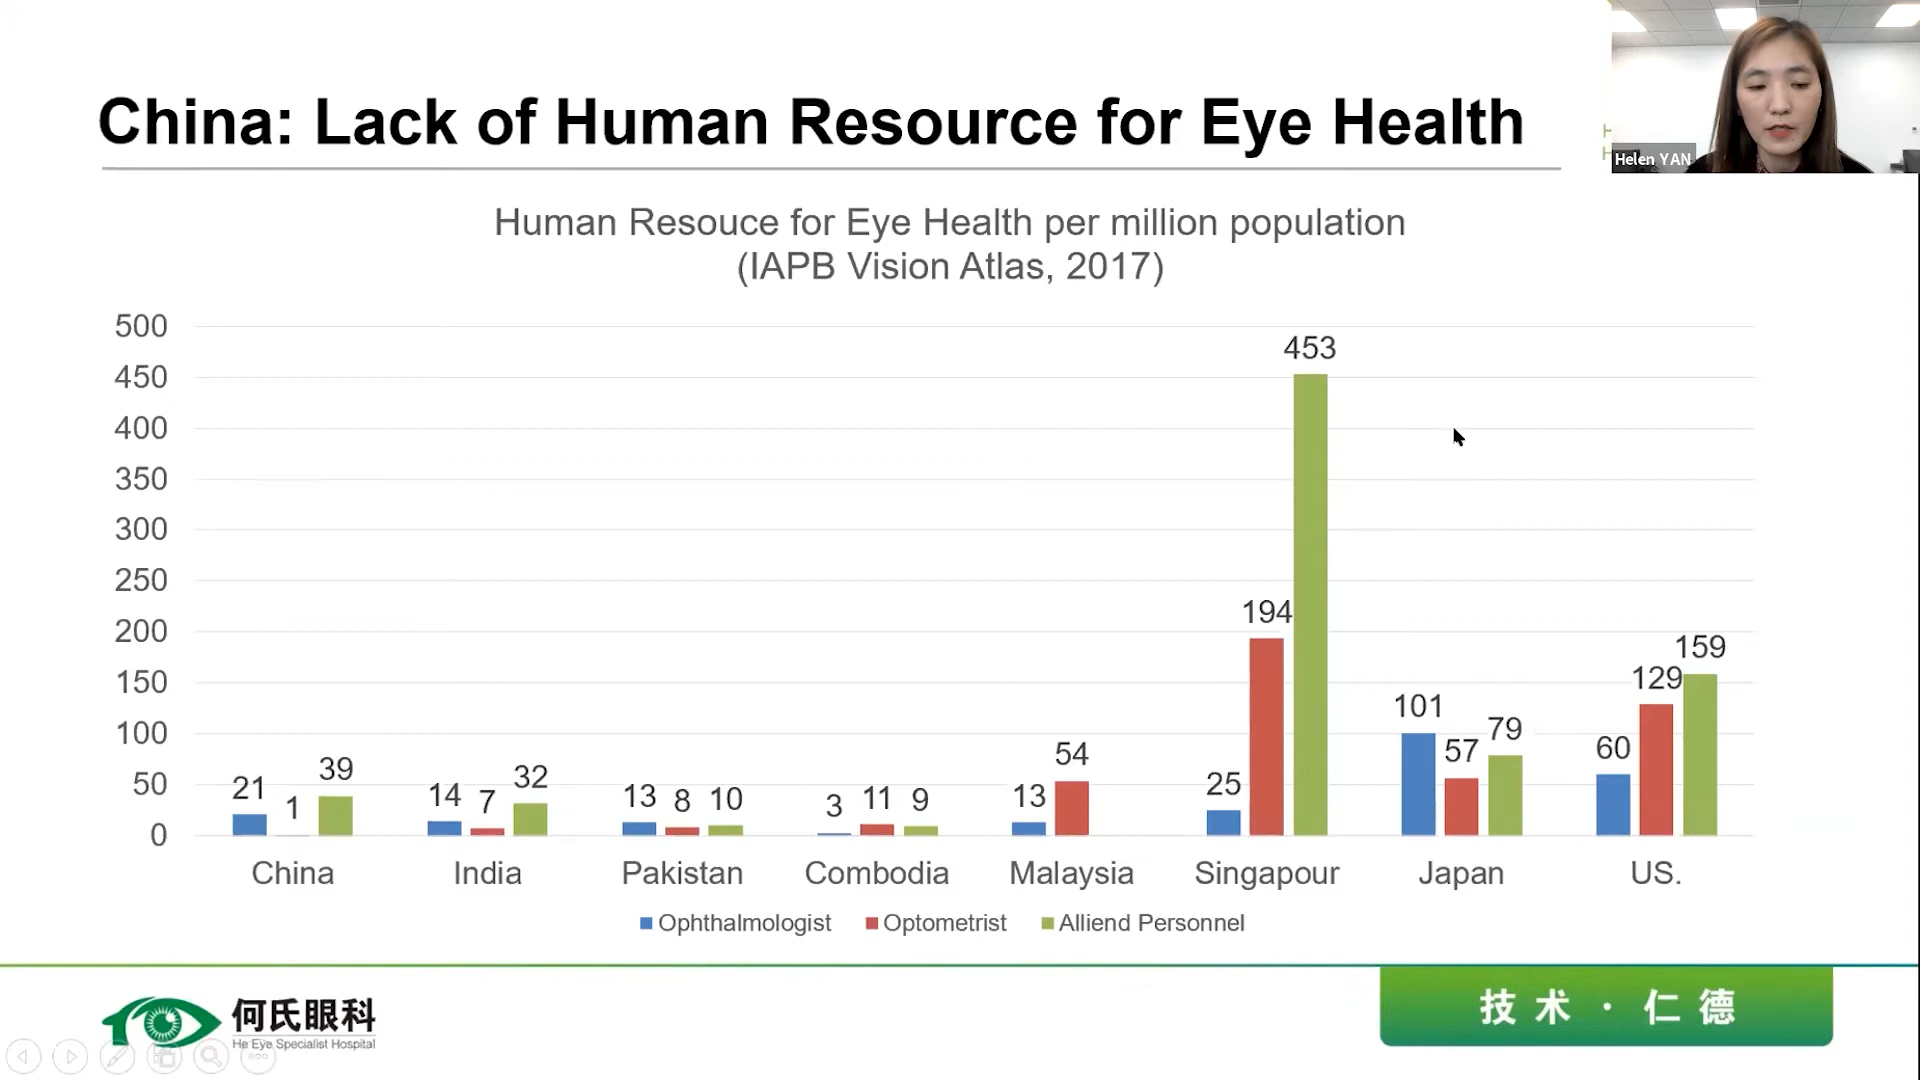 China: Lack of Human Resource for Eye Health
Helen YAN
Human Resouce for Eye Health per million population
(IAPB Vision Atlas, 2017)
500
450
400
350
300
250
200
150
100
50
0
21 1 39
14 7 32
13 8 10
3 11 9
13 54
25 194 453
101 57 79
60 129 159
China India Pakistan Combodia Malaysia Singapour Japan US.
Ophthalmologist Optometrist Alliend Personnel
何氏眼科
He Eye Specialist Hospital
技术·仁德